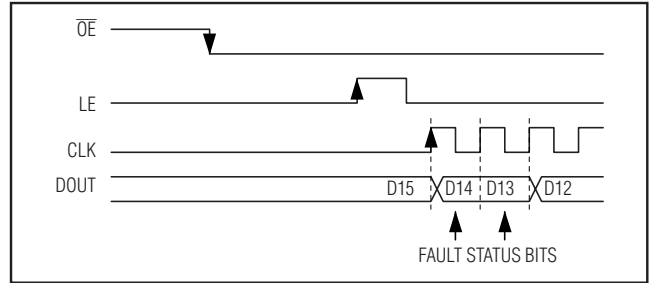 OE
LE
CLK
DOUT D15 D14 D13 D12
FAULT STATUS BITS